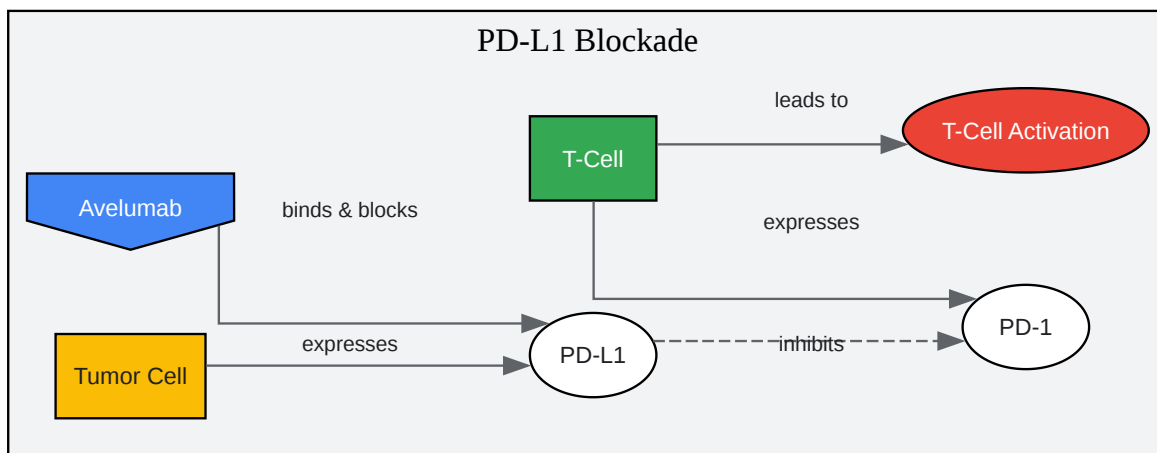 PD-L1 Blockade
leads to
T-Cell Activation
T-Cell
Avelumab
binds & blocks
expresses
PD-1
expresses
inhibits
PD-L1
Tumor Cell